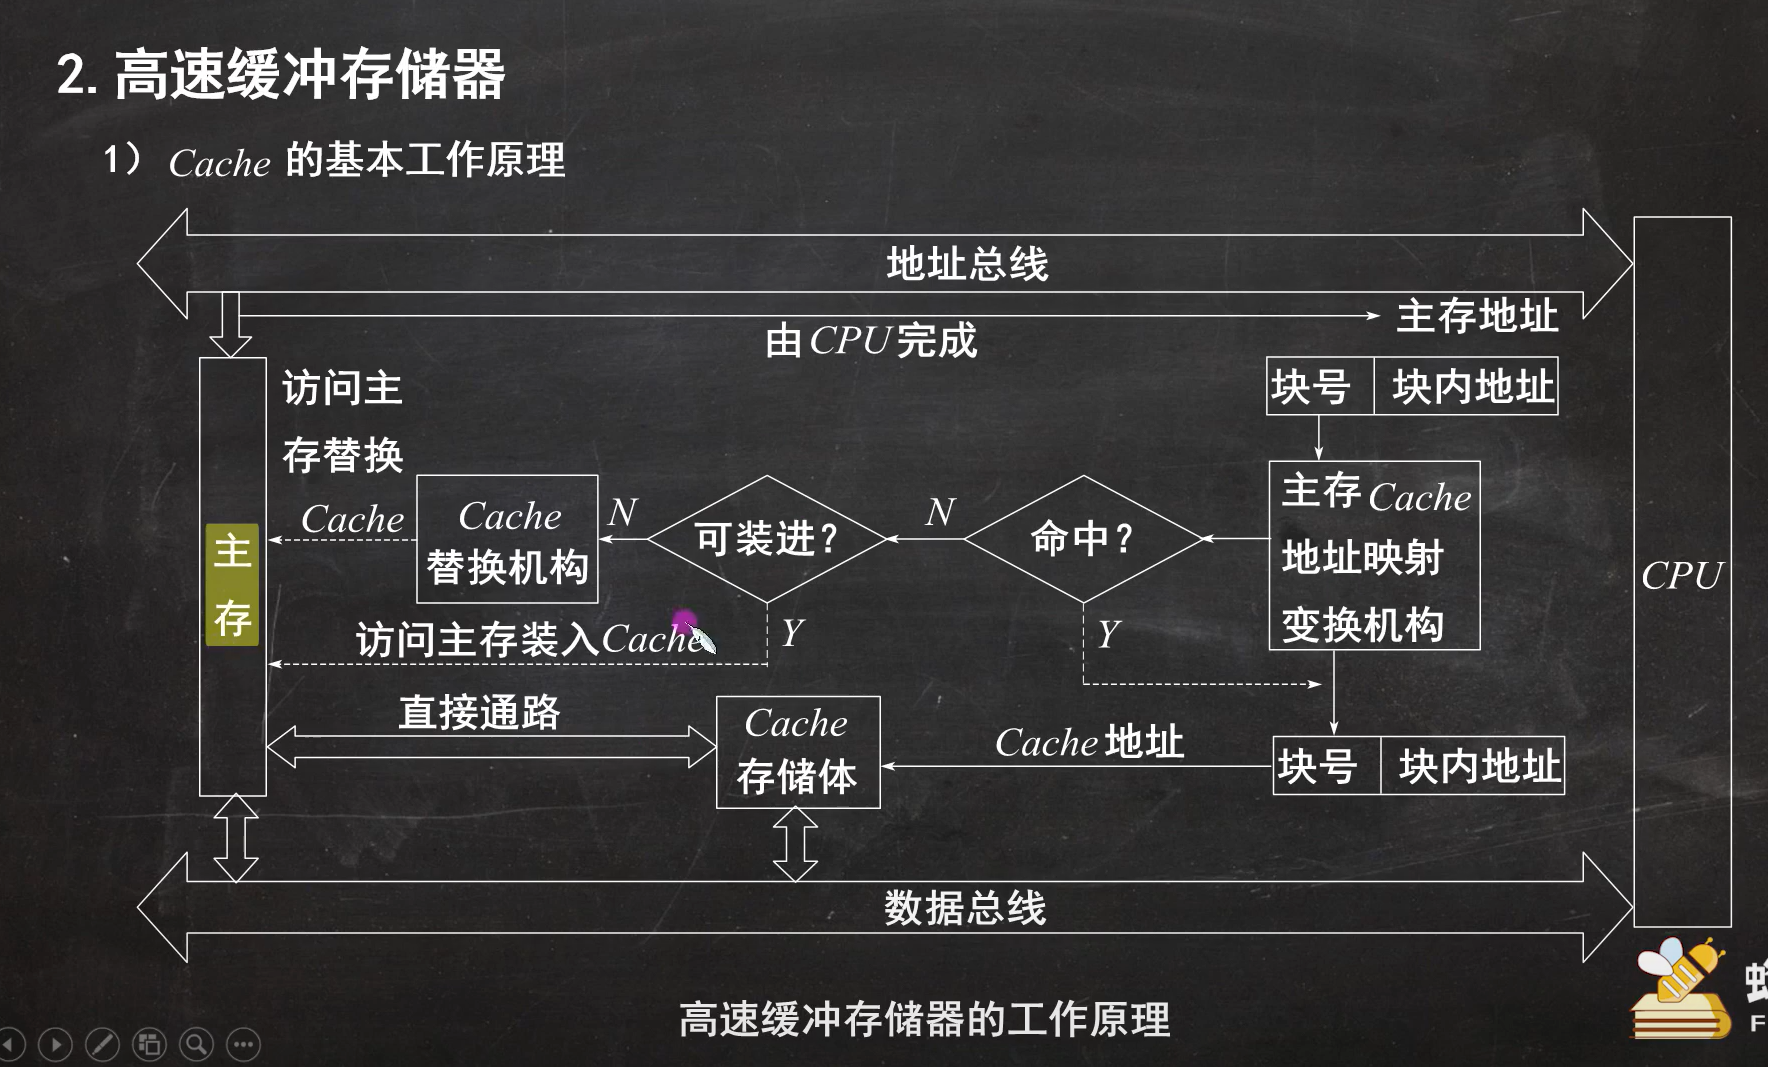 2. 高速缓冲存储器
1） Cache 的基本工作原理
地址总线
主存地址
由CPU完成
访问主
存替换
Cache
块号 块内地址
主存Cache
地址映射
变换机构
命中？
N
Y
可装进？
N
Y
Cache
替换机构
访问主存装入Cache
主
存
CPU
直接通路
Cache
存储体
Cache地址
块号 块内地址
数据总线
高速缓冲存储器的工作原理
F